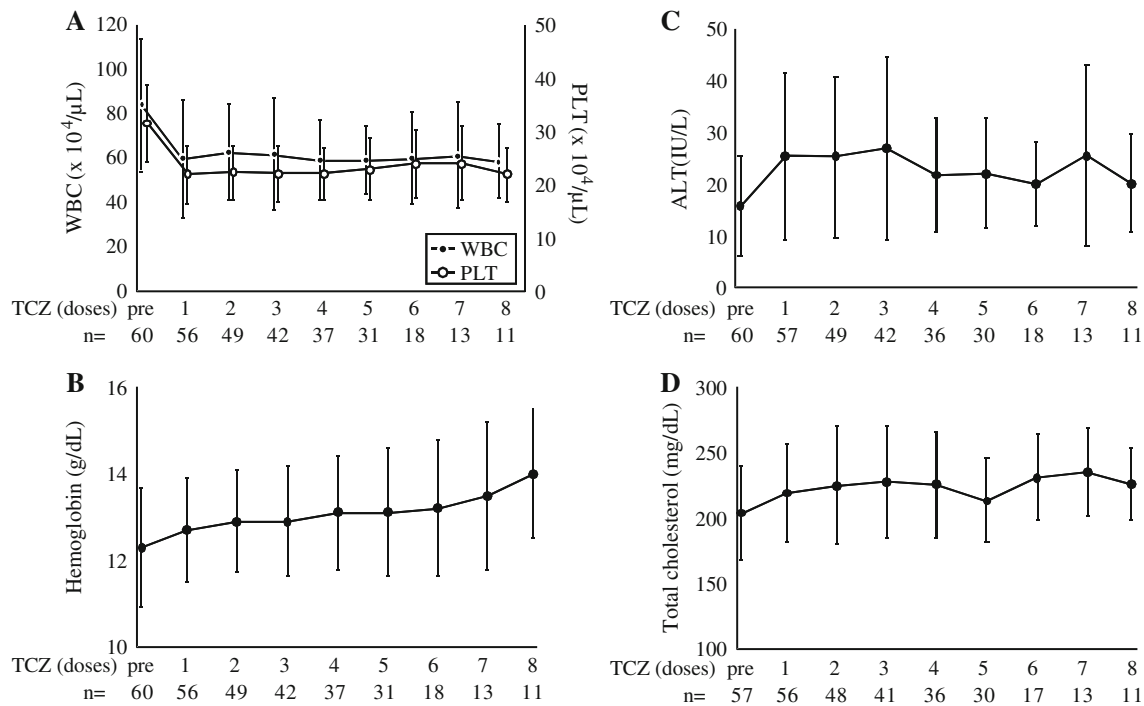 A
WBC (x 10⁴/μL)
120
100
80
60
40
20
0
PLT (x 10⁴/μL)
50
40
30
20
10
0
WBC
PLT
TCZ (doses) pre 1 2 3 4 5 6 7 8
n= 60 56 49 42 37 31 18 13 11
C
ALT(IU/L)
50
40
30
20
10
0
TCZ (doses) pre 1 2 3 4 5 6 7 8
n= 60 57 49 42 36 30 18 13 11
B
Hemoglobin (g/dL)
16
14
12
10
TCZ (doses) pre 1 2 3 4 5 6 7 8
n= 60 56 49 42 37 31 18 13 11
D
Total cholesterol (mg/dL)
300
250
200
150
100
TCZ (doses) pre 1 2 3 4 5 6 7 8
n= 57 56 48 41 36 30 17 13 11